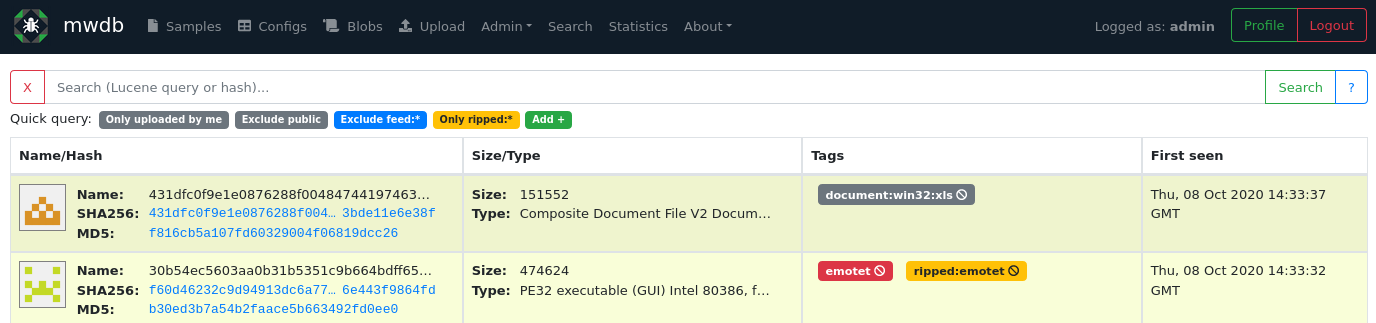 mwdb Samples Configs Blobs Upload Admin Search Statistics About Logged as: admin Profile Logout
X Search (Lucene query or hash)... Search ?
Quick query: Only uploaded by me Exclude public Exclude feed:* Only ripped:* Add +
Name/Hash Size/Type Tags First seen
Name: 431dfc0f9e1e0876288f00484744197463… Size: 151552 document:win32:xls Thu, 08 Oct 2020 14:33:37
SHA256: 431dfc0f9e1e0876288f004… 3bde11e6e38f Type: Composite Document File V2 Docum… GMT
MD5: f816cb5a107fd60329004f06819dcc26
Name: 30b54ec5603aa0b31b5351c9b664bdff65… Size: 474624 emotet ripped:emotet Thu, 08 Oct 2020 14:33:32
SHA256: f60d46232c9d94913dc6a77… 6e443f9864fd Type: PE32 executable (GUI) Intel 80386, f… GMT
MD5: b30ed3b7a54b2faace5b663492fd0ee0